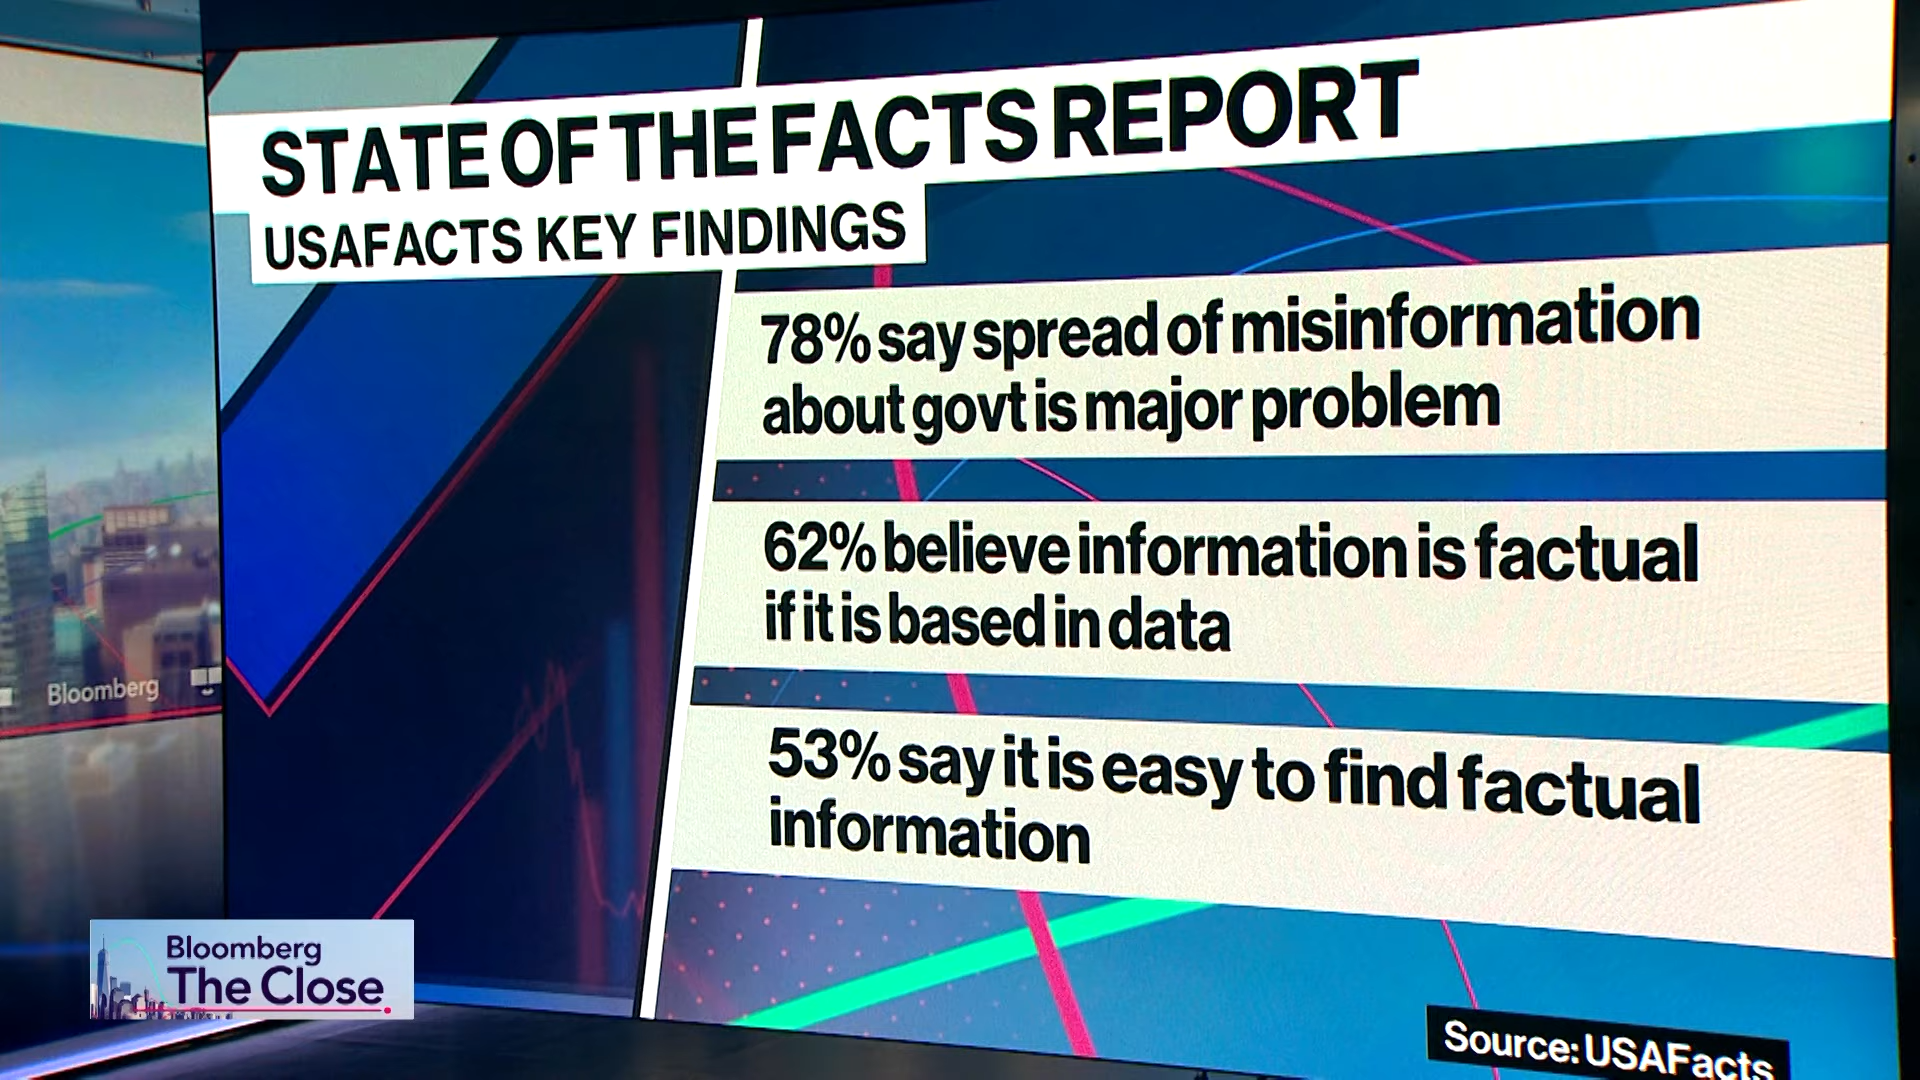 STATE OF THE FACTS REPORT
USAFACTS KEY FINDINGS
78% say spread of misinformation
about govt is major problem
62% believe information is factual
if it is based in data
53% say it is easy to find factual
information
Bloomberg
Bloomberg
The Close
Source: USAFacts